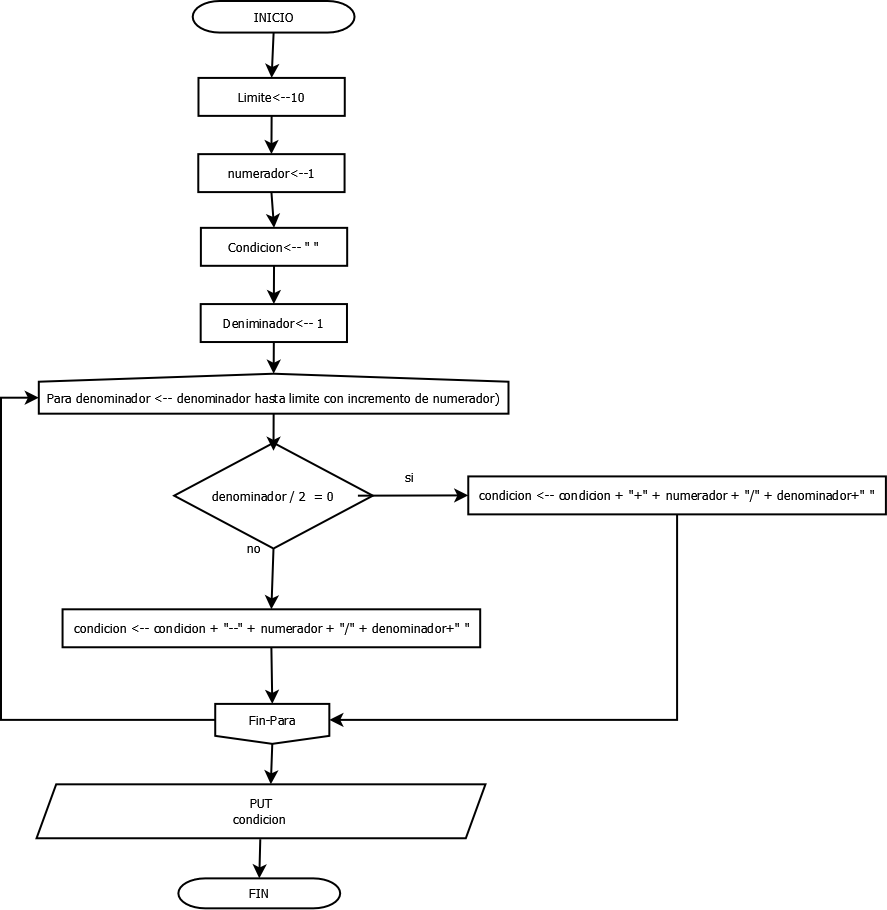 INICIO
Limite<--10
numerador<--1
Condicion<-- " "
Deniminador<-- 1
Para denominador <-- denominador hasta limite con incremento de numerador)
denominador / 2 = 0
si
condicion <-- condicion + "+" + numerador + "/" + denominador+" "
no
condicion <-- condicion + "--" + numerador + "/" + denominador+" "
Fin-Para
PUT
condicion
FIN